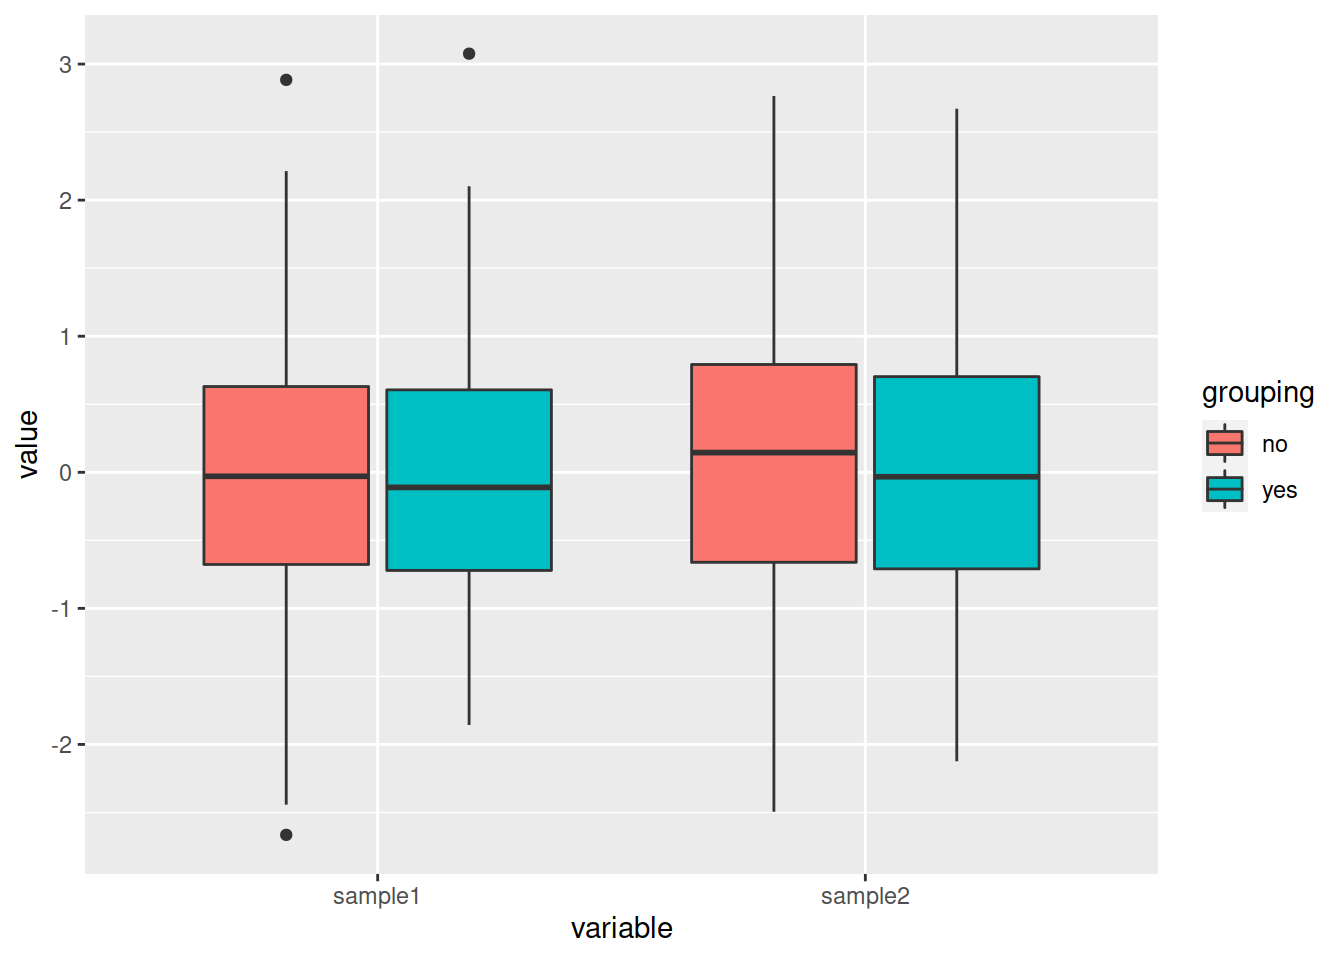 3
2
1
0
-1
-2
value
sample1
sample2
variable
grouping
no
yes